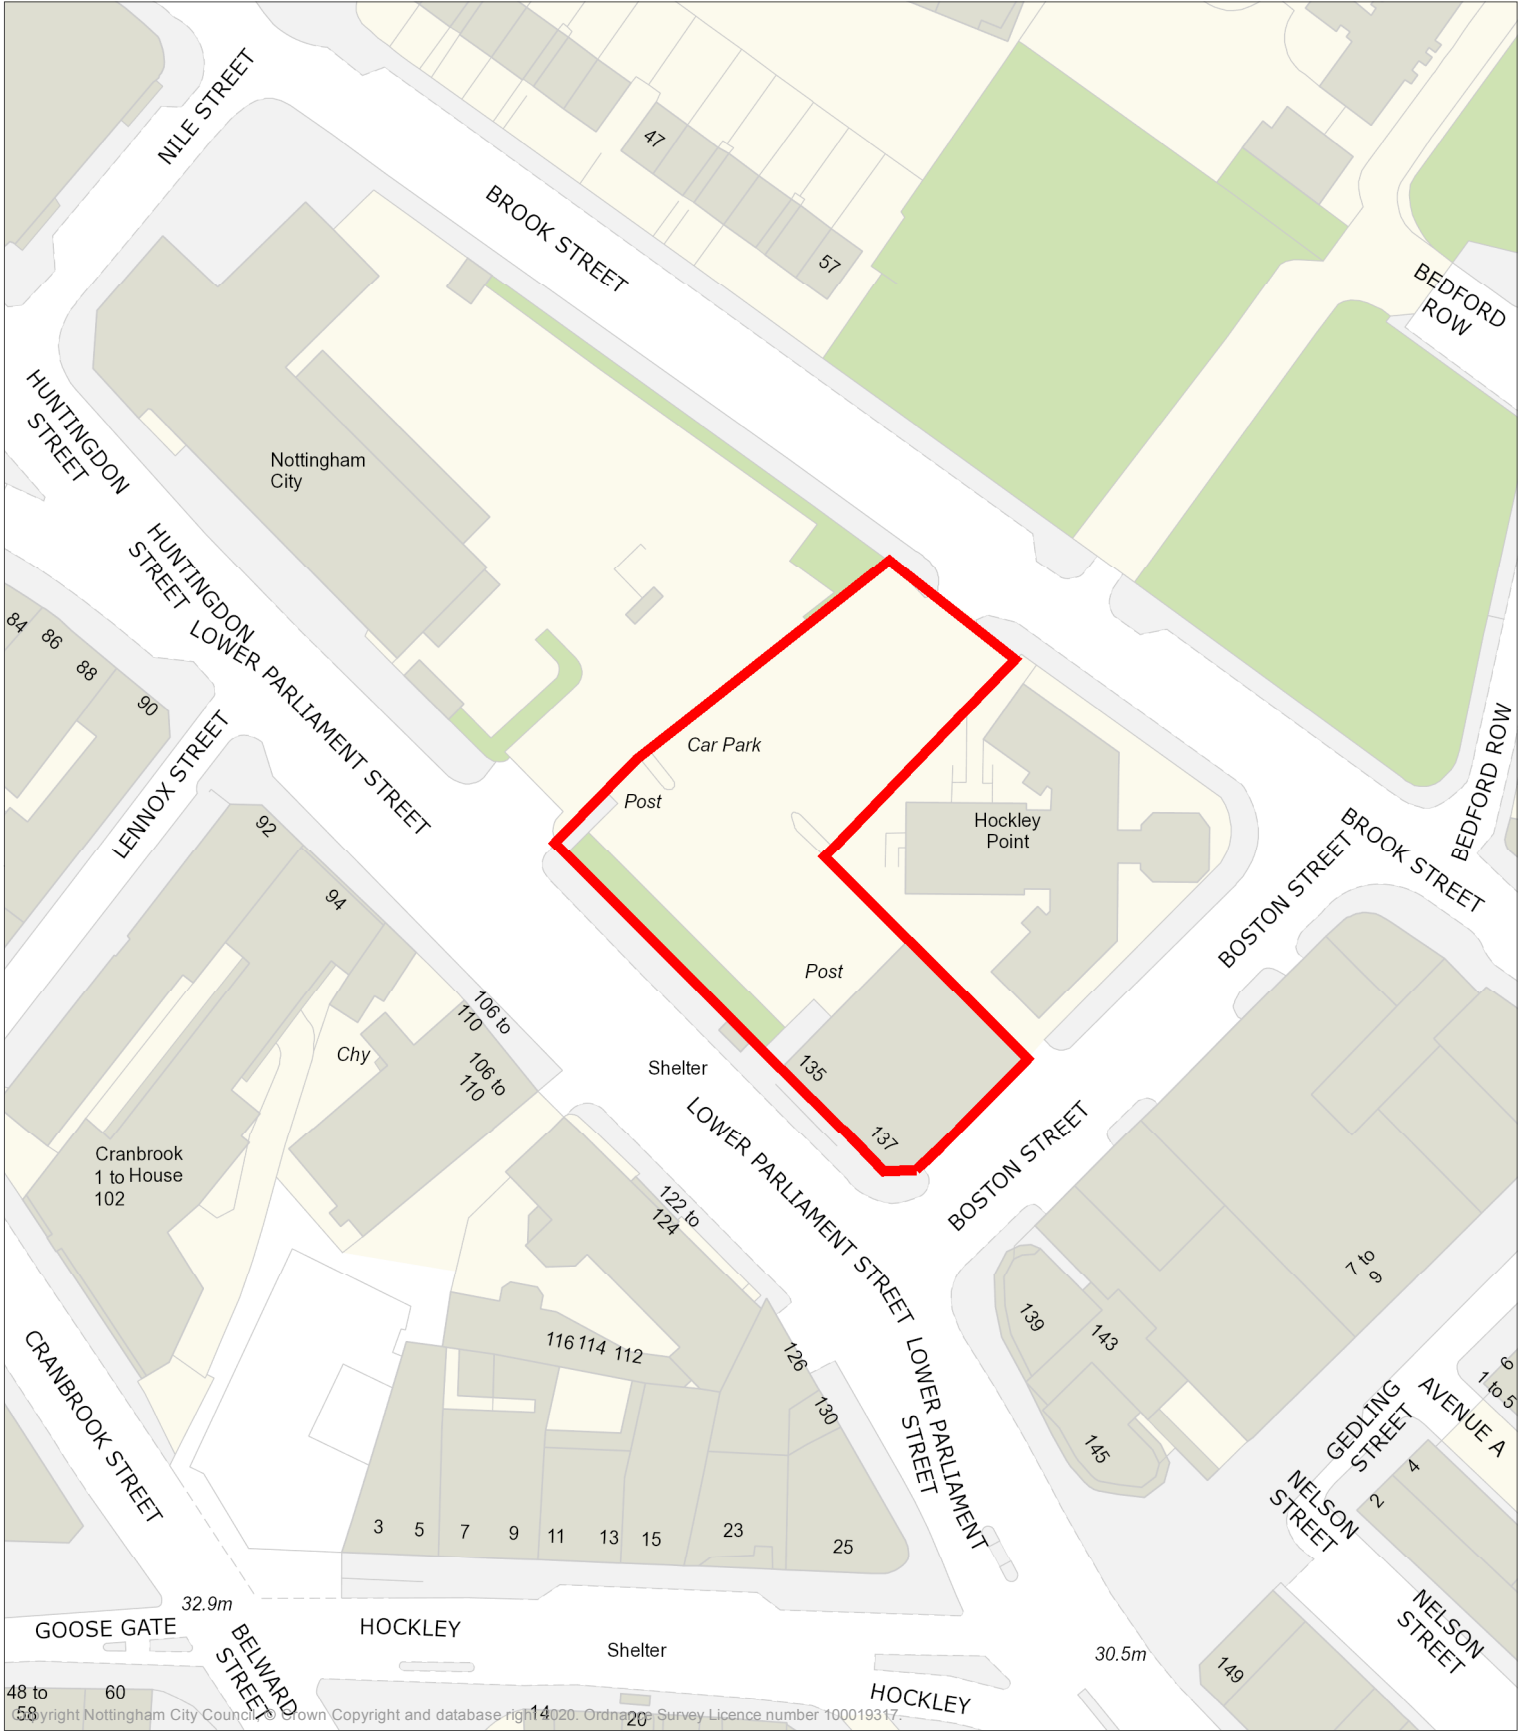 NILE STREET
47
BROOK STREET
57
BEDFORD
ROW
HUNTINGDON
STREET
Nottingham
City
HUNTINGDON
STREET
84
86
88
90
LOWER PARLIAMENT STREET
LENNOX STREET
Car Park
Post
Hockley
Point
BEDFORD ROW
BROOK STREET
BOSTON STREET
92
94
Post
106 to
110
106 to
110
Chy
Shelter
135
137
LOWER PARLIAMENT STREET
BOSTON STREET
Cranbrook
1 to House
102
122 to
124
7 to
9
139
143
116 114 112
126
130
LOWER PARLIAMENT
STREET
145
CRANBROOK STREET
6
1 to 5
AVENUE A
GEDLING
STREET
4
2
NELSON
STREET
3
5
7
9
11
13
15
23
25
32.9m
GOOSE GATE
HOCKLEY
BELWARD
STREET
Shelter
30.5m
NELSON
STREET
149
HOCKLEY
48 to
58
60
14
20
Copyright Nottingham City Council, © Crown Copyright and database right 2020. Ordnance Survey Licence number 100019317.